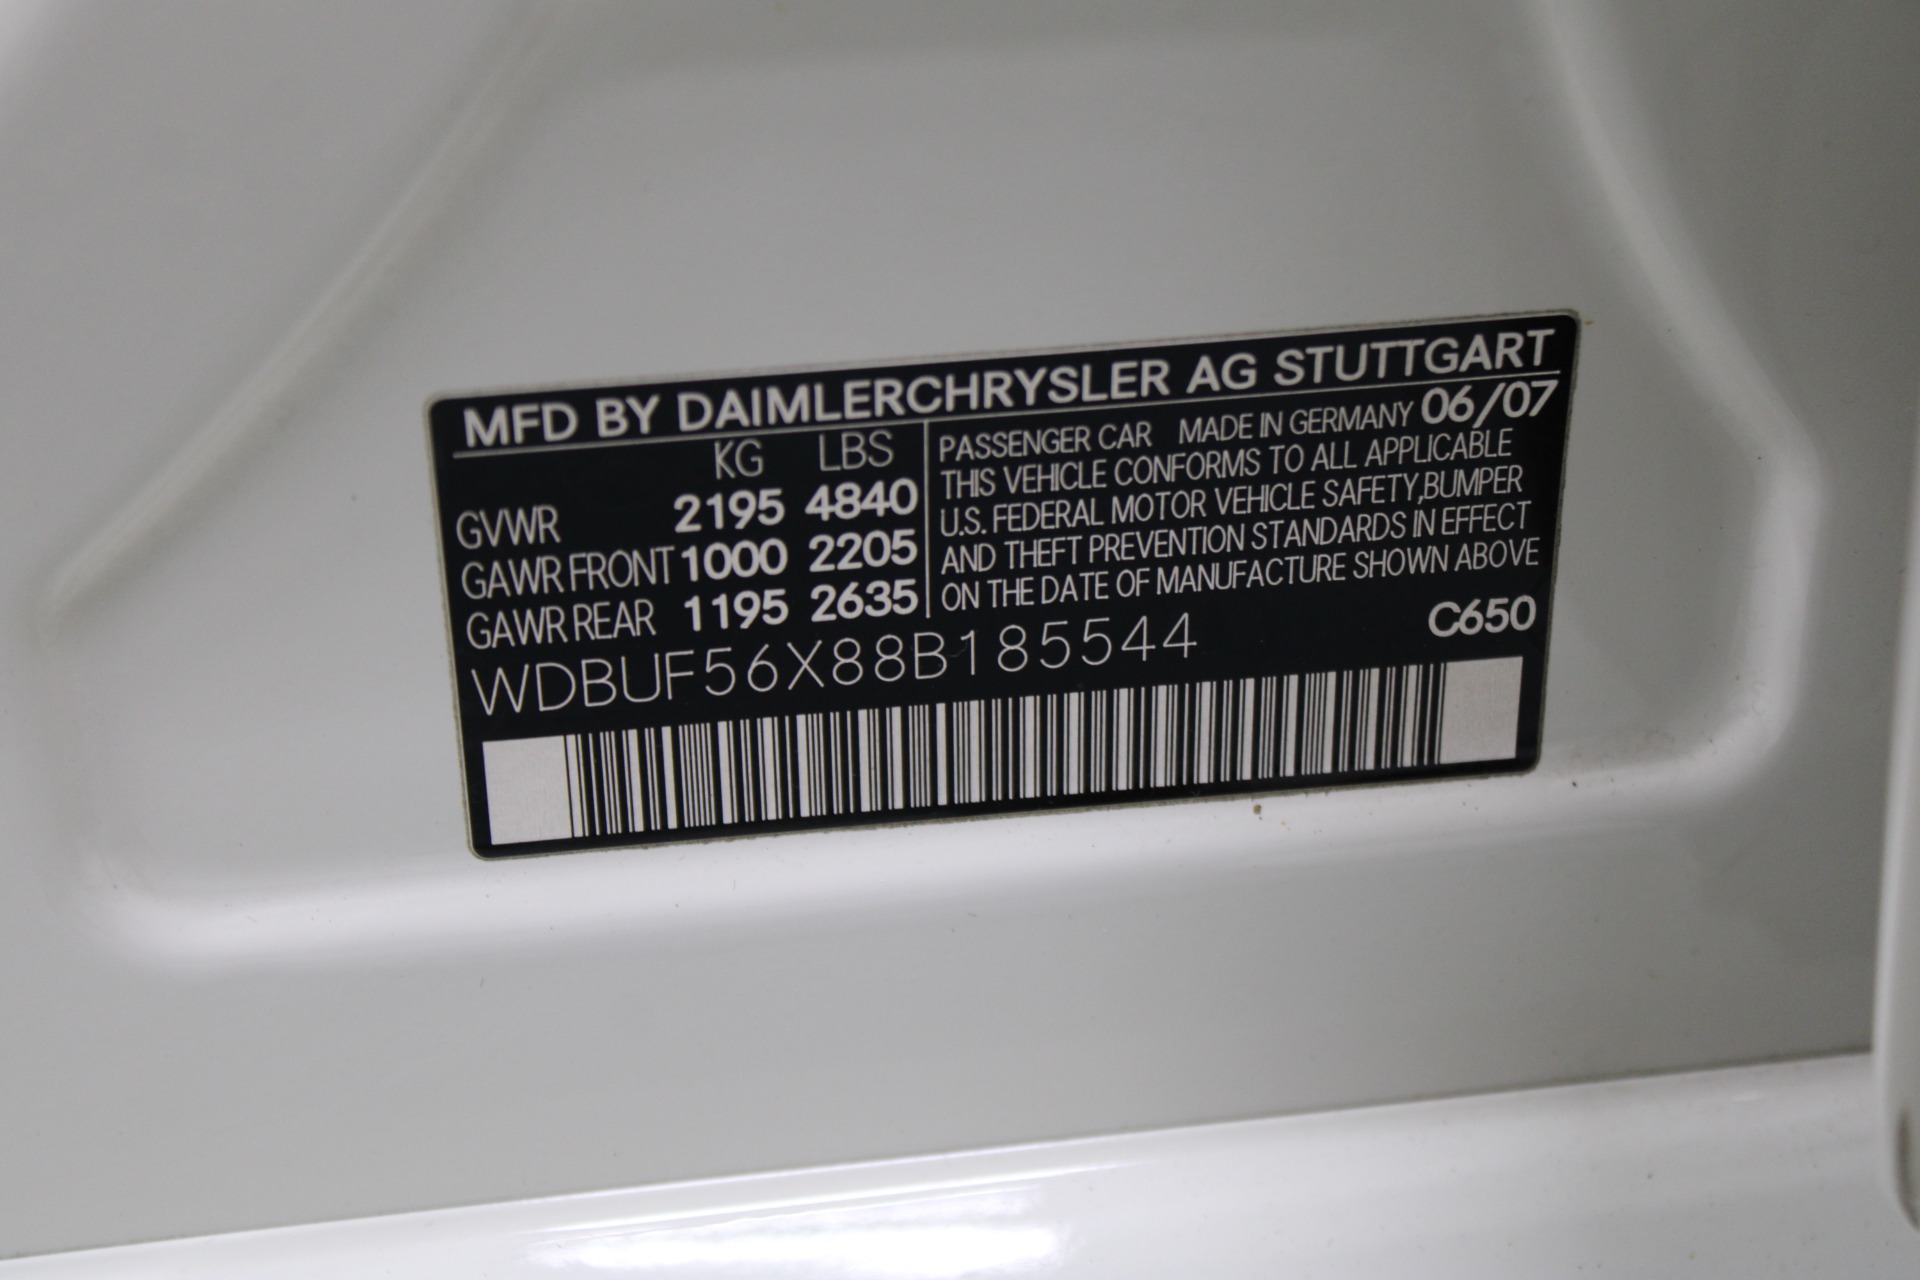 MFD BY DAIMLERCHRYSLER AG STUTTGART
KG LBS
GVWR 2195 4840
GAWR FRONT 1000 2205
GAWR REAR 1195 2635
PASSENGER CAR MADE IN GERMANY 06/07
THIS VEHICLE CONFORMS TO ALL APPLICABLE
U.S. FEDERAL MOTOR VEHICLE SAFETY,BUMPER
AND THEFT PREVENTION STANDARDS IN EFFECT
ON THE DATE OF MANUFACTURE SHOWN ABOVE
WDBUF56X88B185544 C650